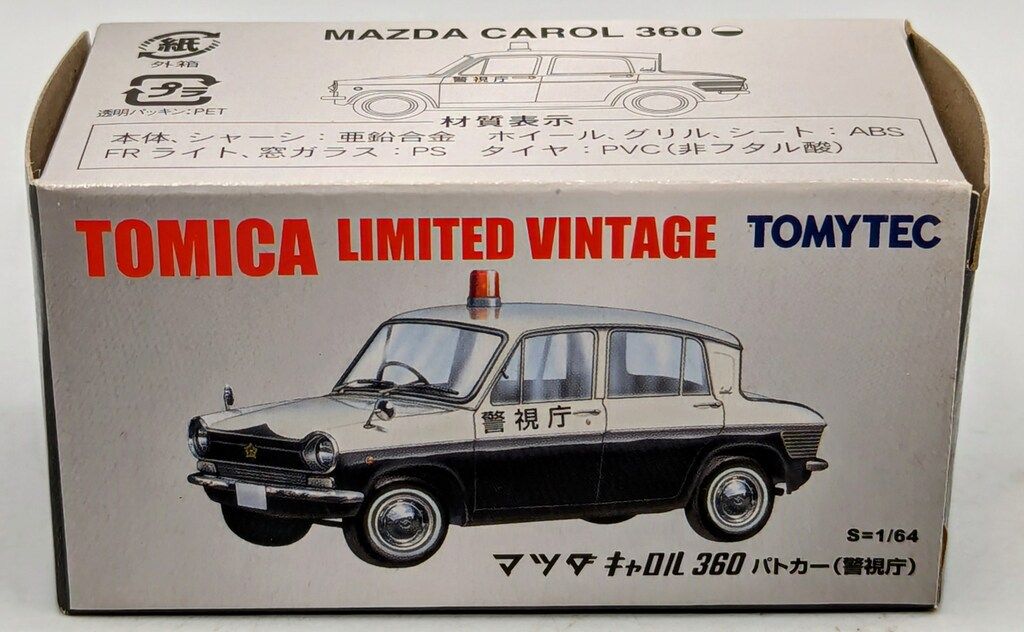 MAZDA CAROL 360
紙
外箱
プラ
透明パッキン:PET
警視庁
材質表示
本体、シャーシ:亜鉛合金 ホイール、グリル、シート:ABS
FRライト、窓ガラス:PS タイヤ:PVC(非フタル酸)
TOMICA LIMITED VINTAGE TOMYTEC
警視庁
S=1/64
マツダ キャロル 360 パトカー(警視庁)